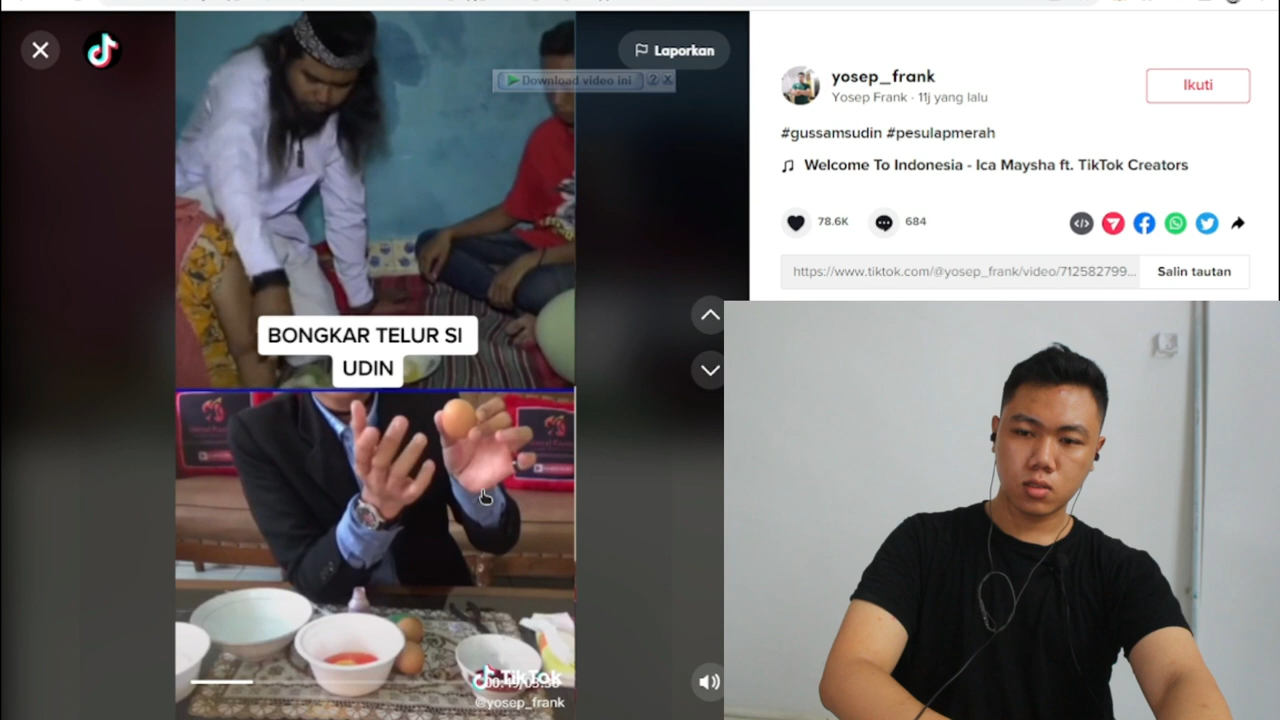 Laporkan
Download video ini
BONGKAR TELUR SI
UDIN
TikTok
@yosep_frank
yosep_frank
Yosep Frank · 11j yang lalu
Ikuti
#gussamsudin #pesulapmerah
Welcome To Indonesia - Ica Maysha ft. TikTok Creators
78.6K
684
https://www.tiktok.com/@yosep_frank/video/712582799...
Salin tautan